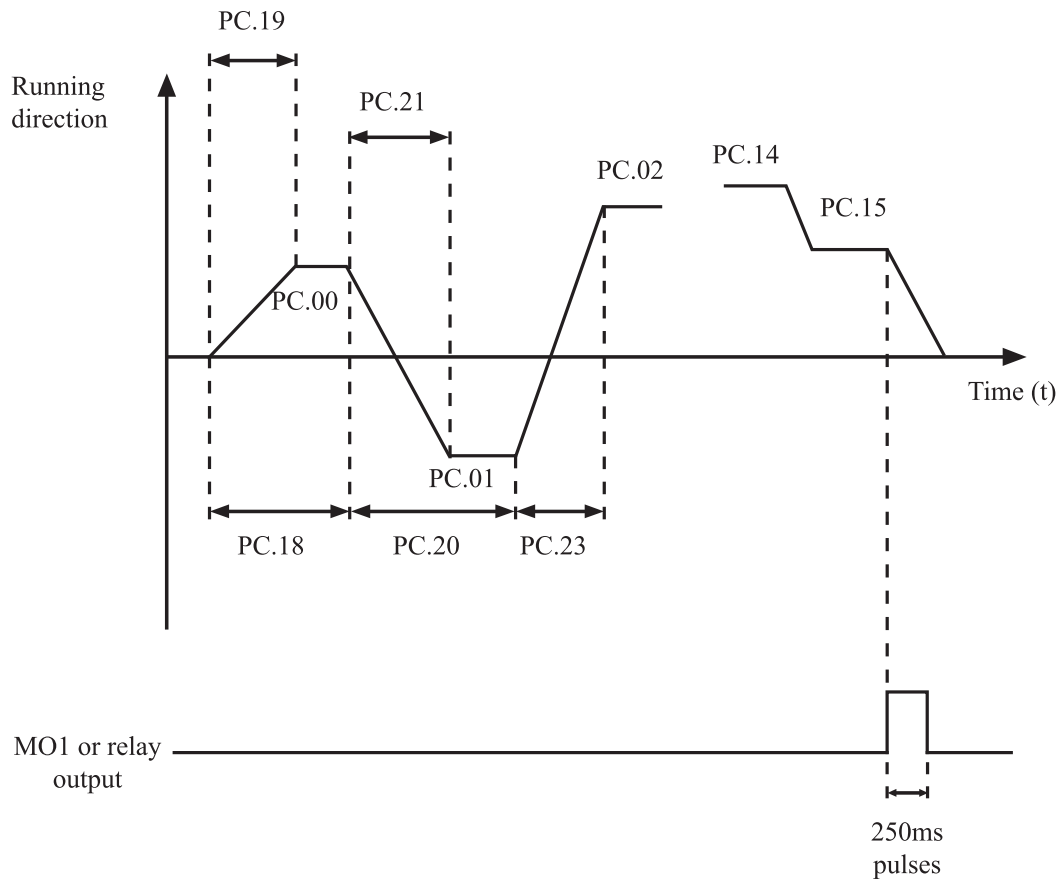 PC.19
Running
direction
PC.21
PC.14
PC.02
PC.15
PC.00
Time (t)
PC.01
PC.18
PC.20
PC.23
MO1 or relay
output
250ms
pulses